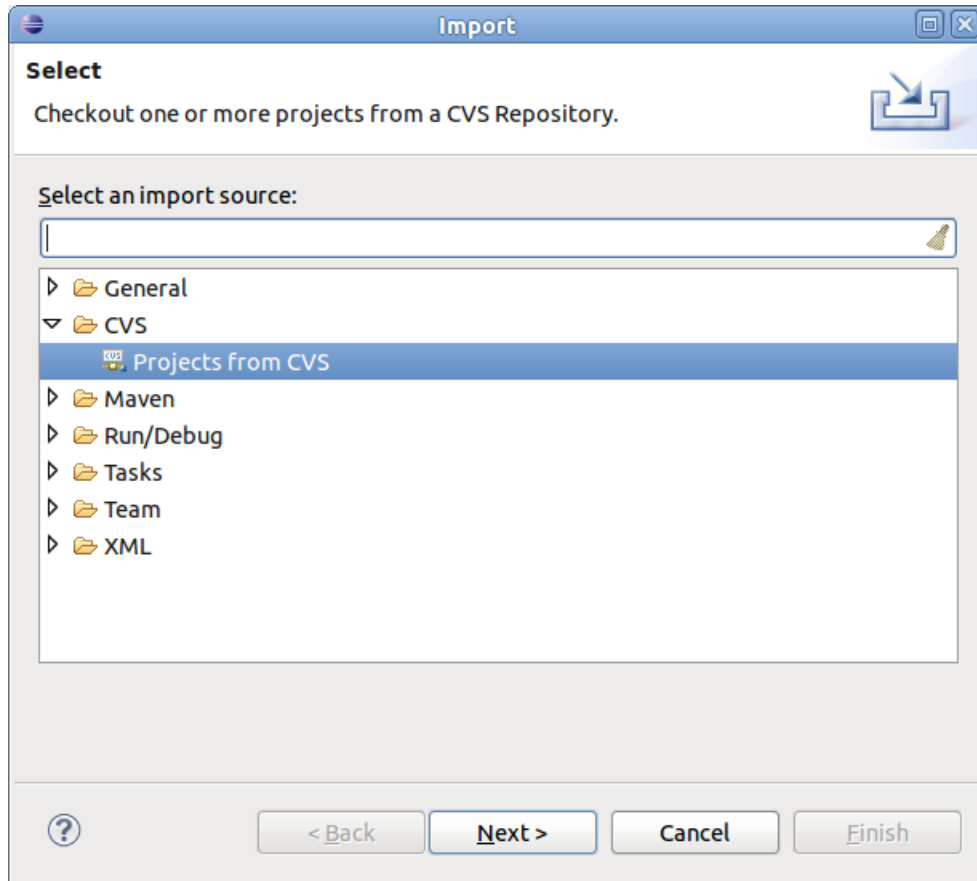 Import
Select
Checkout one or more projects from a CVS Repository.
Select an import source:
General
CVS
CVS Projects from CVS
Maven
Run/Debug
Tasks
Team
XML
?
< Back
Next >
Cancel
Finish